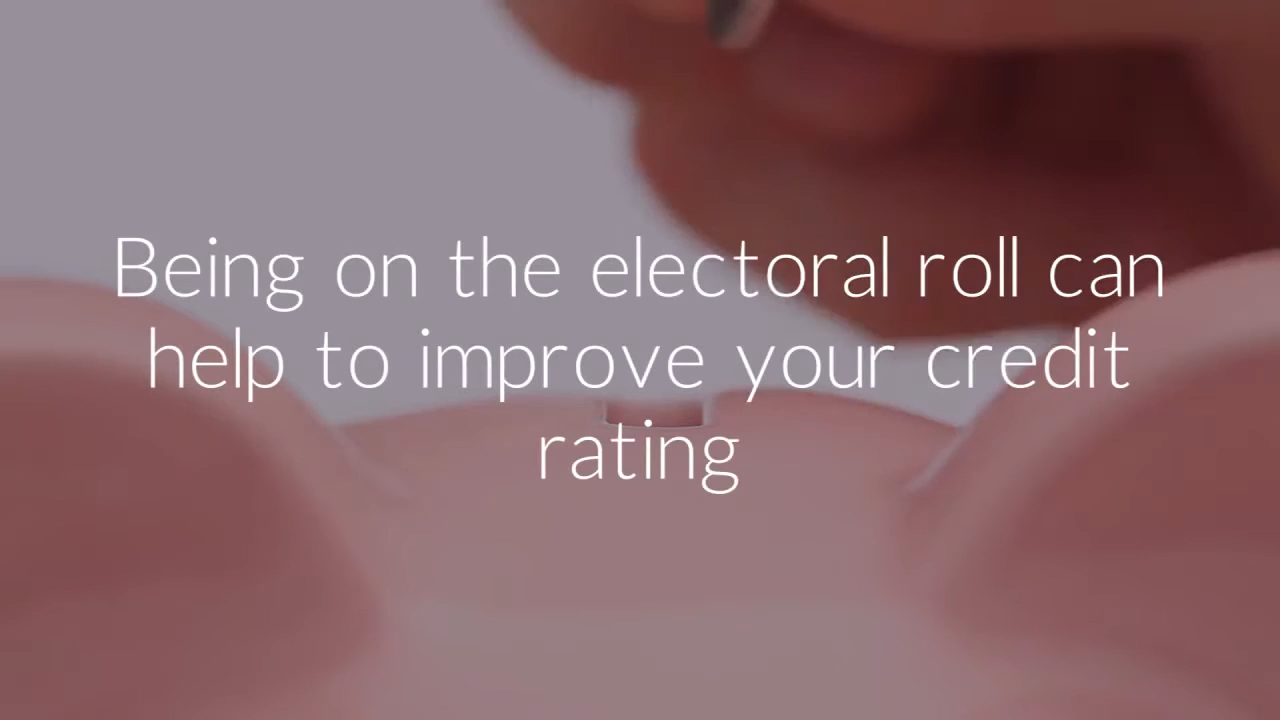 Being on the electoral roll can
help to improve your credit
rating